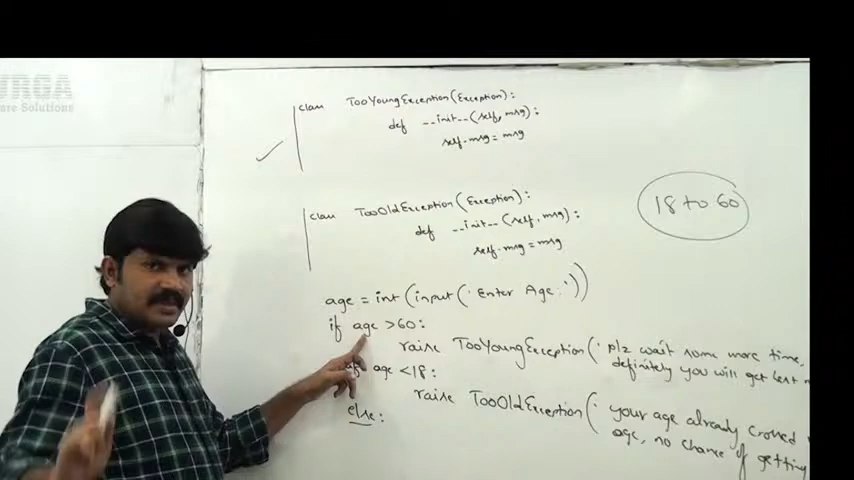 URGA
are Solutions
class TooYoungException(Exception):
def __init__(self, msg):
self.msg = msg
class TooOldException(Exception):
def __init__(self, msg):
self.msg = msg
18 to 60
age = int(input('Enter Age:'))
if age >60:
raise TooYoungException('plz wait some more time,
definitely you will get best
age <18:
raise TooOldException('your age already crossed
age, no chance of getting
else: